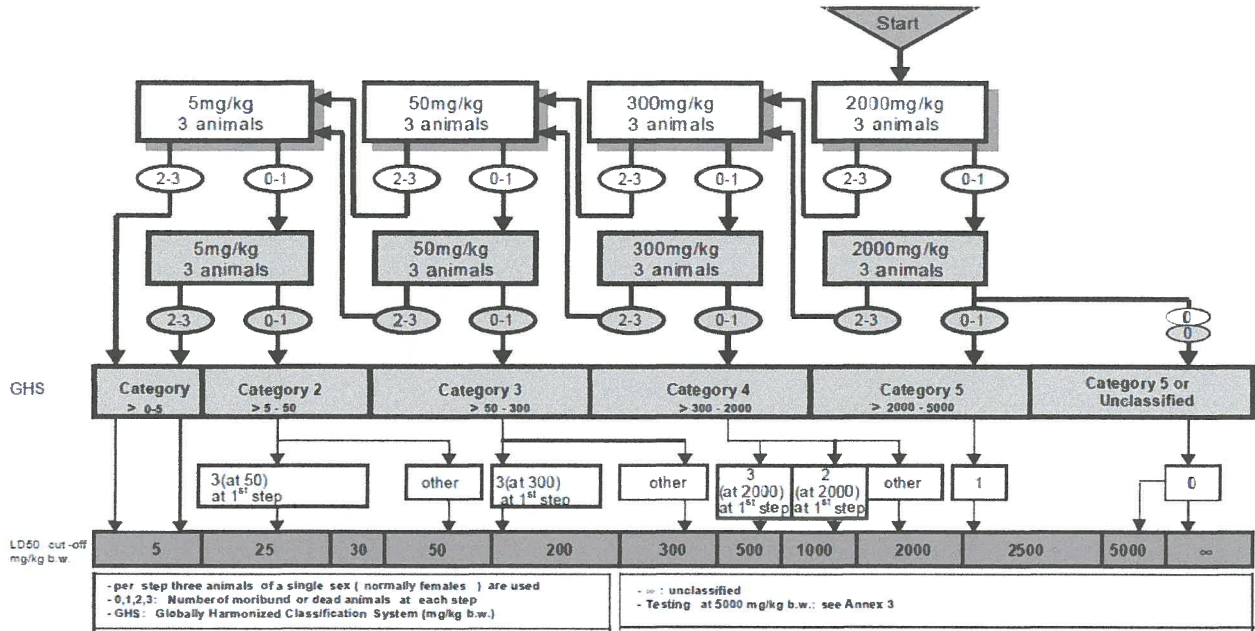 Start
5mg/kg
3 animals
50mg/kg
3 animals
300mg/kg
3 animals
2000mg/kg
3 animals
2-3
0-1
2-3
0-1
2-3
0-1
2-3
0-1
5mg/kg
3 animals
50mg/kg
3 animals
300mg/kg
3 animals
2000mg/kg
3 animals
2-3
0-1
2-3
0-1
2-3
0-1
2-3
0-1
0
0
GHS
Category
> 0-5
Category 2
> 5 - 50
Category 3
> 50 - 300
Category 4
> 300 - 2000
Category 5
> 2000 - 5000
Category 5 or
Unclassified
3(at 50)
at 1st step
other
3(at 300)
at 1st step
other
3
(at 2000)
at 1st step
2
(at 2000)
at 1st step
other
1
0
LD50 cut-off
mg/kg b.w.
5
25
30
50
200
300
500
1000
2000
2500
5000
∞
- per step three animals of a single sex ( normally females ) are used
- 0,1,2,3: Number of moribund or dead animals at each step
- GHS: Globally Harmonized Classification System (mg/kg b.w.)
- ∞ : unclassified
- Testing at 5000 mg/kg b.w.: see Annex 3